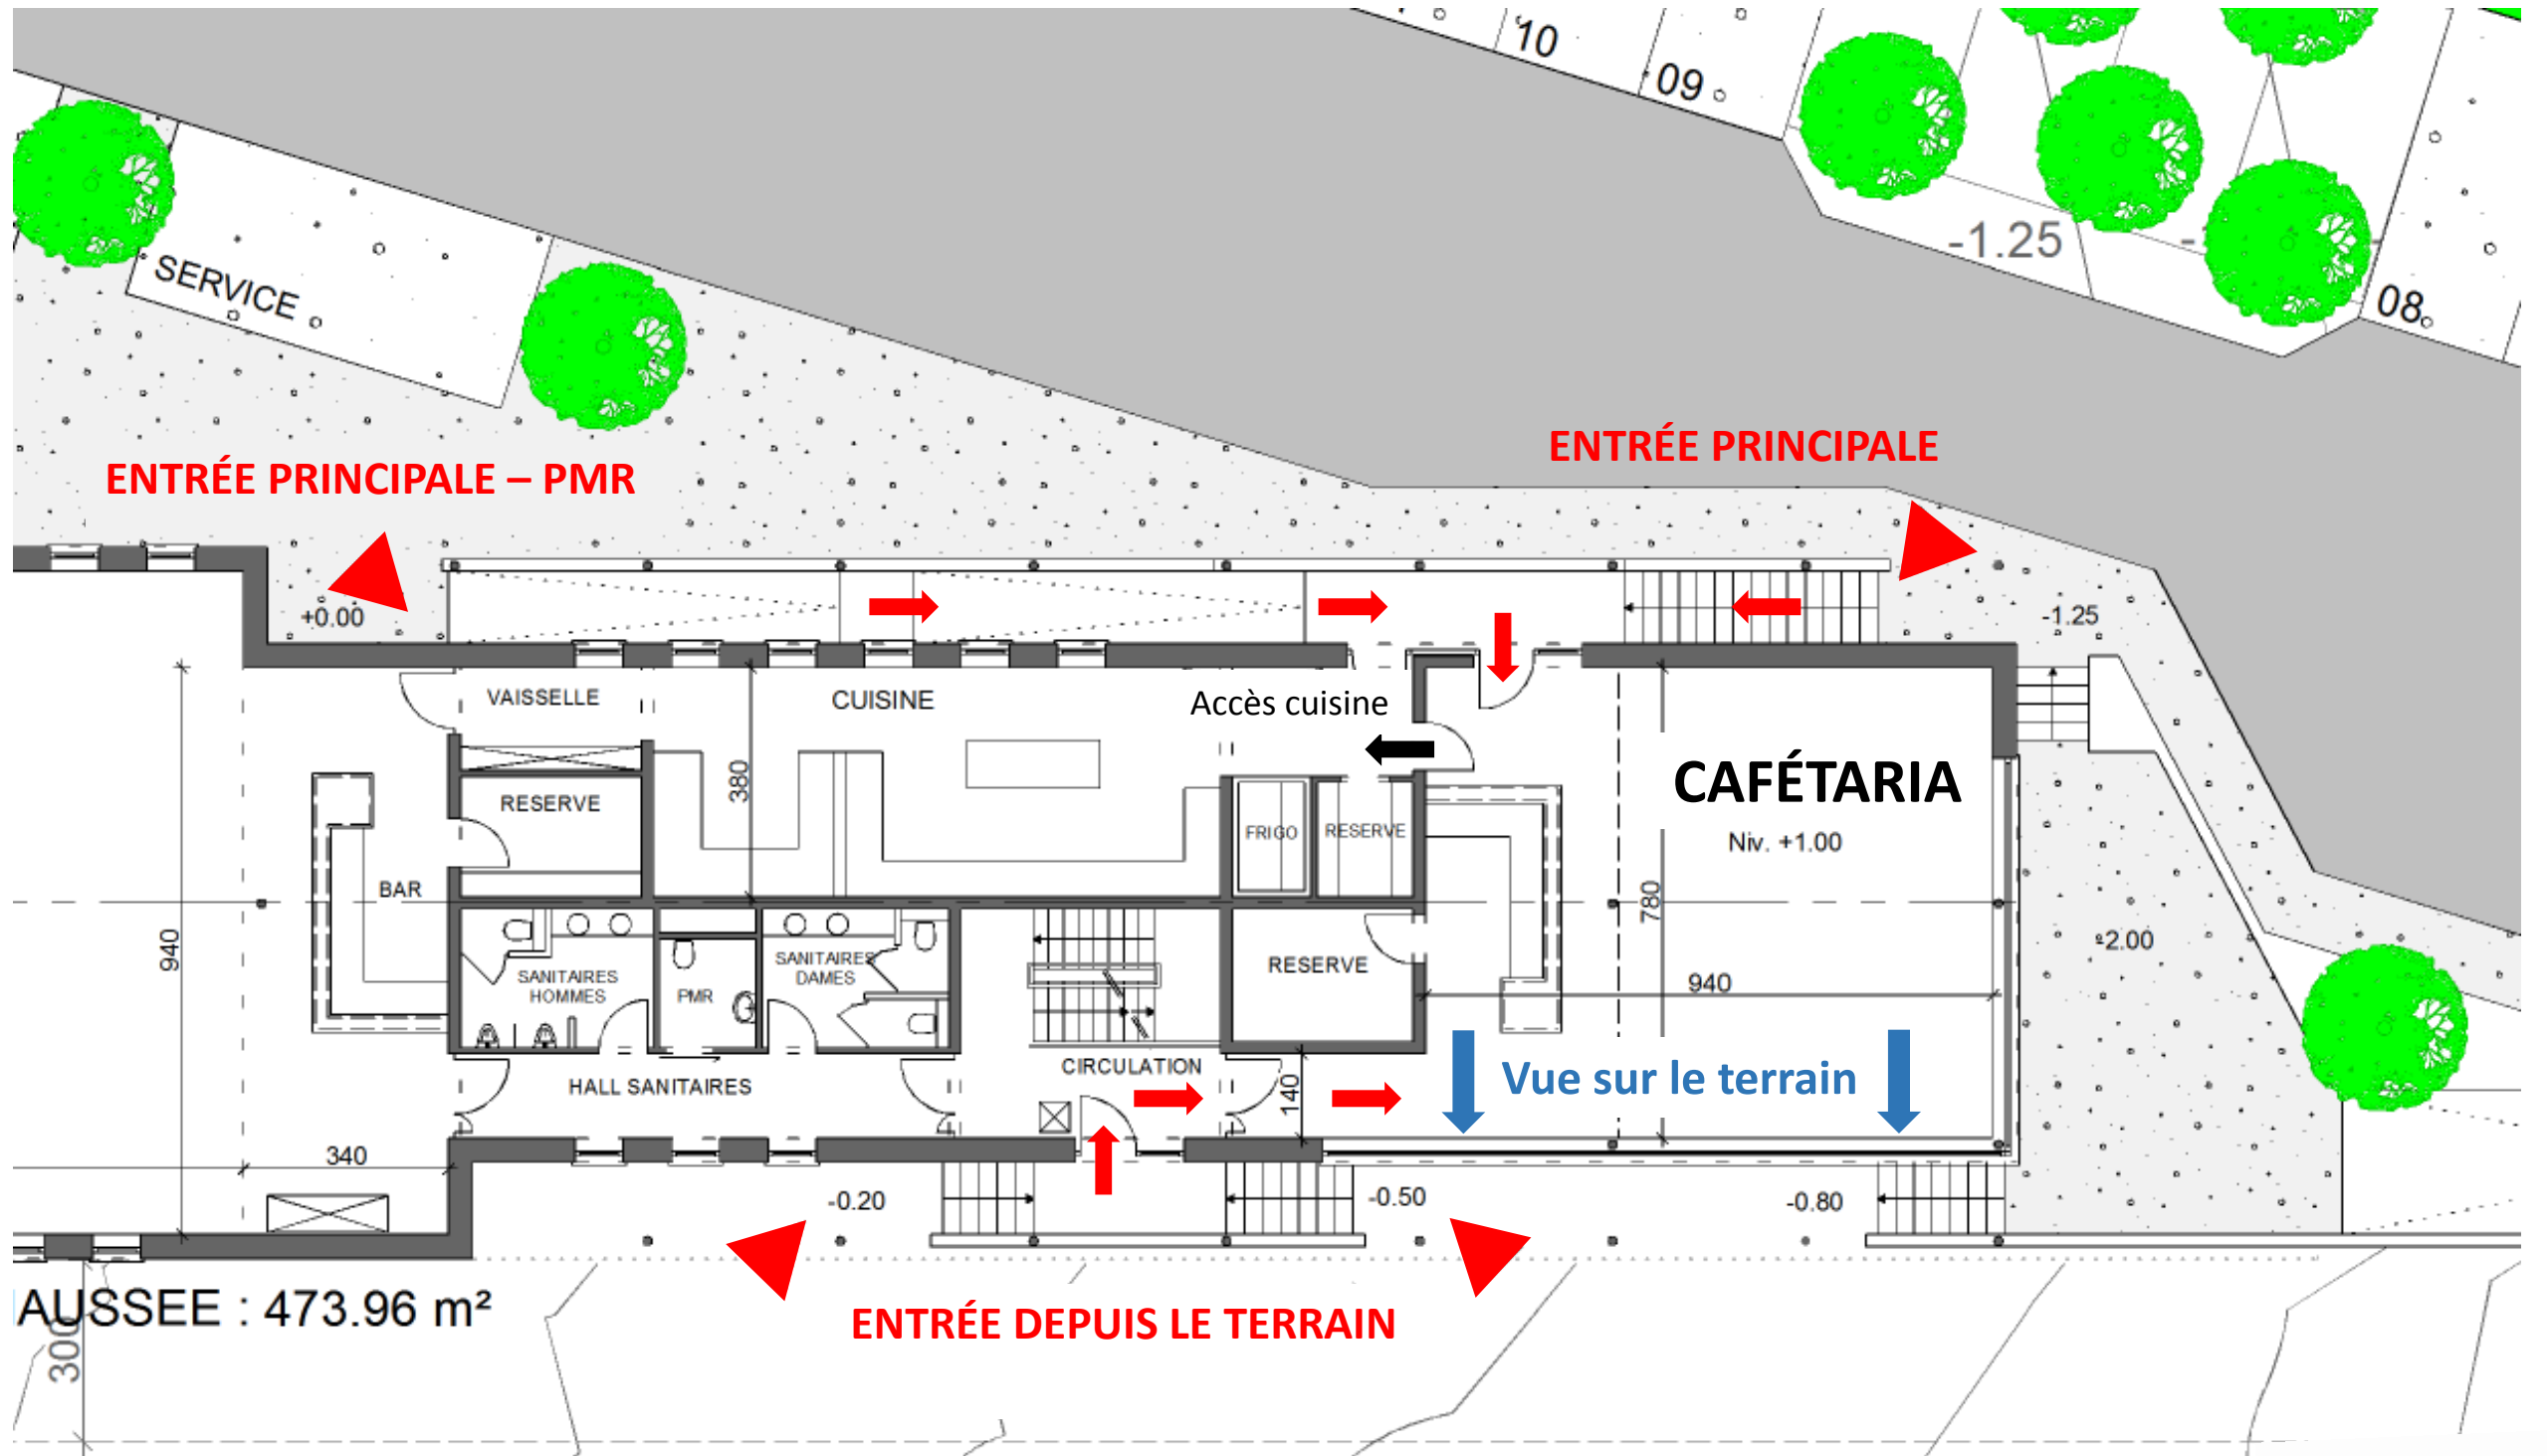 10
09
-1.25
08
SERVICE
ENTRÉE PRINCIPALE
ENTRÉE PRINCIPALE – PMR
+0.00
-1.25
VAISSELLE
CUISINE
Accès cuisine
CAFÉTARIA
Niv. +1.00
380
RESERVE
FRIGO
RESERVE
BAR
780
940
-2.00
SANITAIRES
HOMMES
PMR
SANITAIRES
DAMES
RESERVE
940
CIRCULATION
HALL SANITAIRES
140
Vue sur le terrain
340
-0.20
-0.50
-0.80
AUSSEE : 473.96 m²
ENTRÉE DEPUIS LE TERRAIN
300